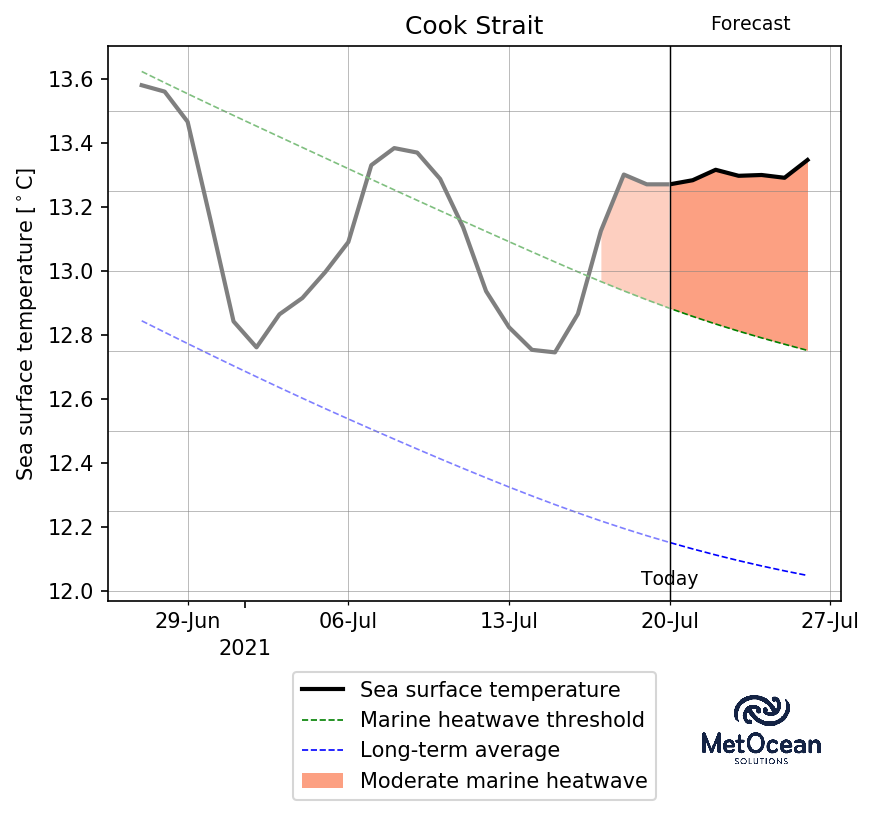 Cook Strait
Forecast
Sea surface temperature [°C]
13.6
13.4
13.2
13.0
12.8
12.6
12.4
12.2
12.0
Today
29-Jun
06-Jul
13-Jul
20-Jul
27-Jul
2021
Sea surface temperature
Marine heatwave threshold
Long-term average
Moderate marine heatwave
MetOcean
SOLUTIONS